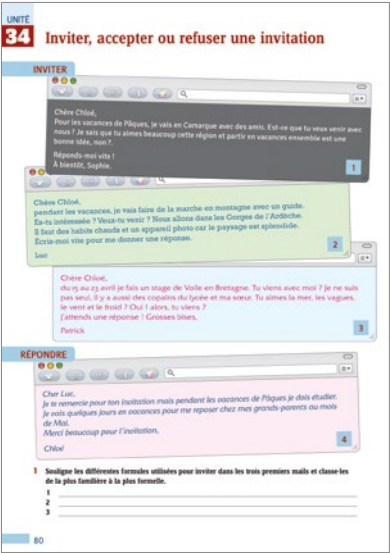 UNITÉ
34 Inviter, accepter ou refuser une invitation
INVITER
Chère Chloé,
Pour les vacances de Pâques, je vais en Camargue avec des amis. Est-ce que tu veux venir avec
nous ? Je sais que tu aimes beaucoup cette région et partir en vacances ensemble est une
bonne idée, non ?.
Réponds-moi vite !
À bientôt, Sophie.
1
Chère Chloé,
pendant les vacances, je vais faire de la marche en montagne avec un guide.
Es-tu intéressée ? Veux-tu venir ? Nous allons dans les Gorges de l'Ardèche.
Il faut des habits chauds et un appareil photo car le paysage est splendide.
Écris-moi vite pour me donner une réponse.
Luc
2
Chère Chloé,
du 15 au 23 avril je fais un stage de Voile en Bretagne. Tu viens avec moi ? Je ne suis
pas seul, il y a aussi des copains du lycée et ma sœur. Tu aimes la mer, les vagues,
le vent et le froid ? Oui ! alors, tu viens ?
J'attends une réponse ! Grosses bises,
Patrick
3
RÉPONDRE
Cher Luc,
Je te remercie pour ton invitation mais pendant les vacances de Pâques je dois étudier.
Je vais quelques jours en vacances pour me reposer chez mes grands-parents au mois
de Mai.
Merci beaucoup pour l'invitation,
Chloé
4
1 Souligne les différentes formules utilisées pour inviter dans les trois premiers mails et classe-les
de la plus familière à la plus formelle.
1
2
3
80